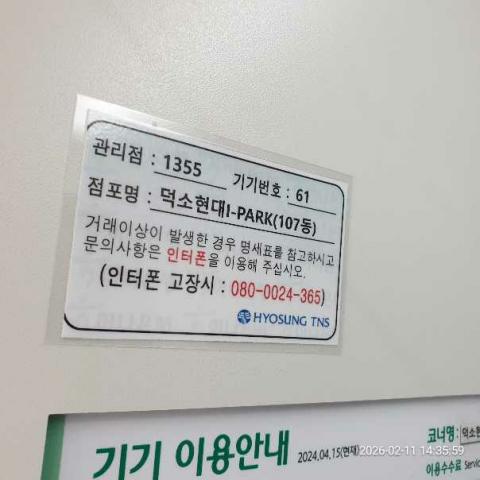 관리점 : 1355 기기번호 : 61
점포명 : 덕소현대I-PARK(107동)
거래이상이 발생한 경우 명세표를 참고하시고
문의사항은 인터폰을 이용해 주십시오.
(인터폰 고장시 : 080-0024-365)
HYOSUNG TNS
기기 이용안내 2024.04.15(현재) 코너명 : 덕소현
2026-02-11 14:35:59
이용수수료 Servic